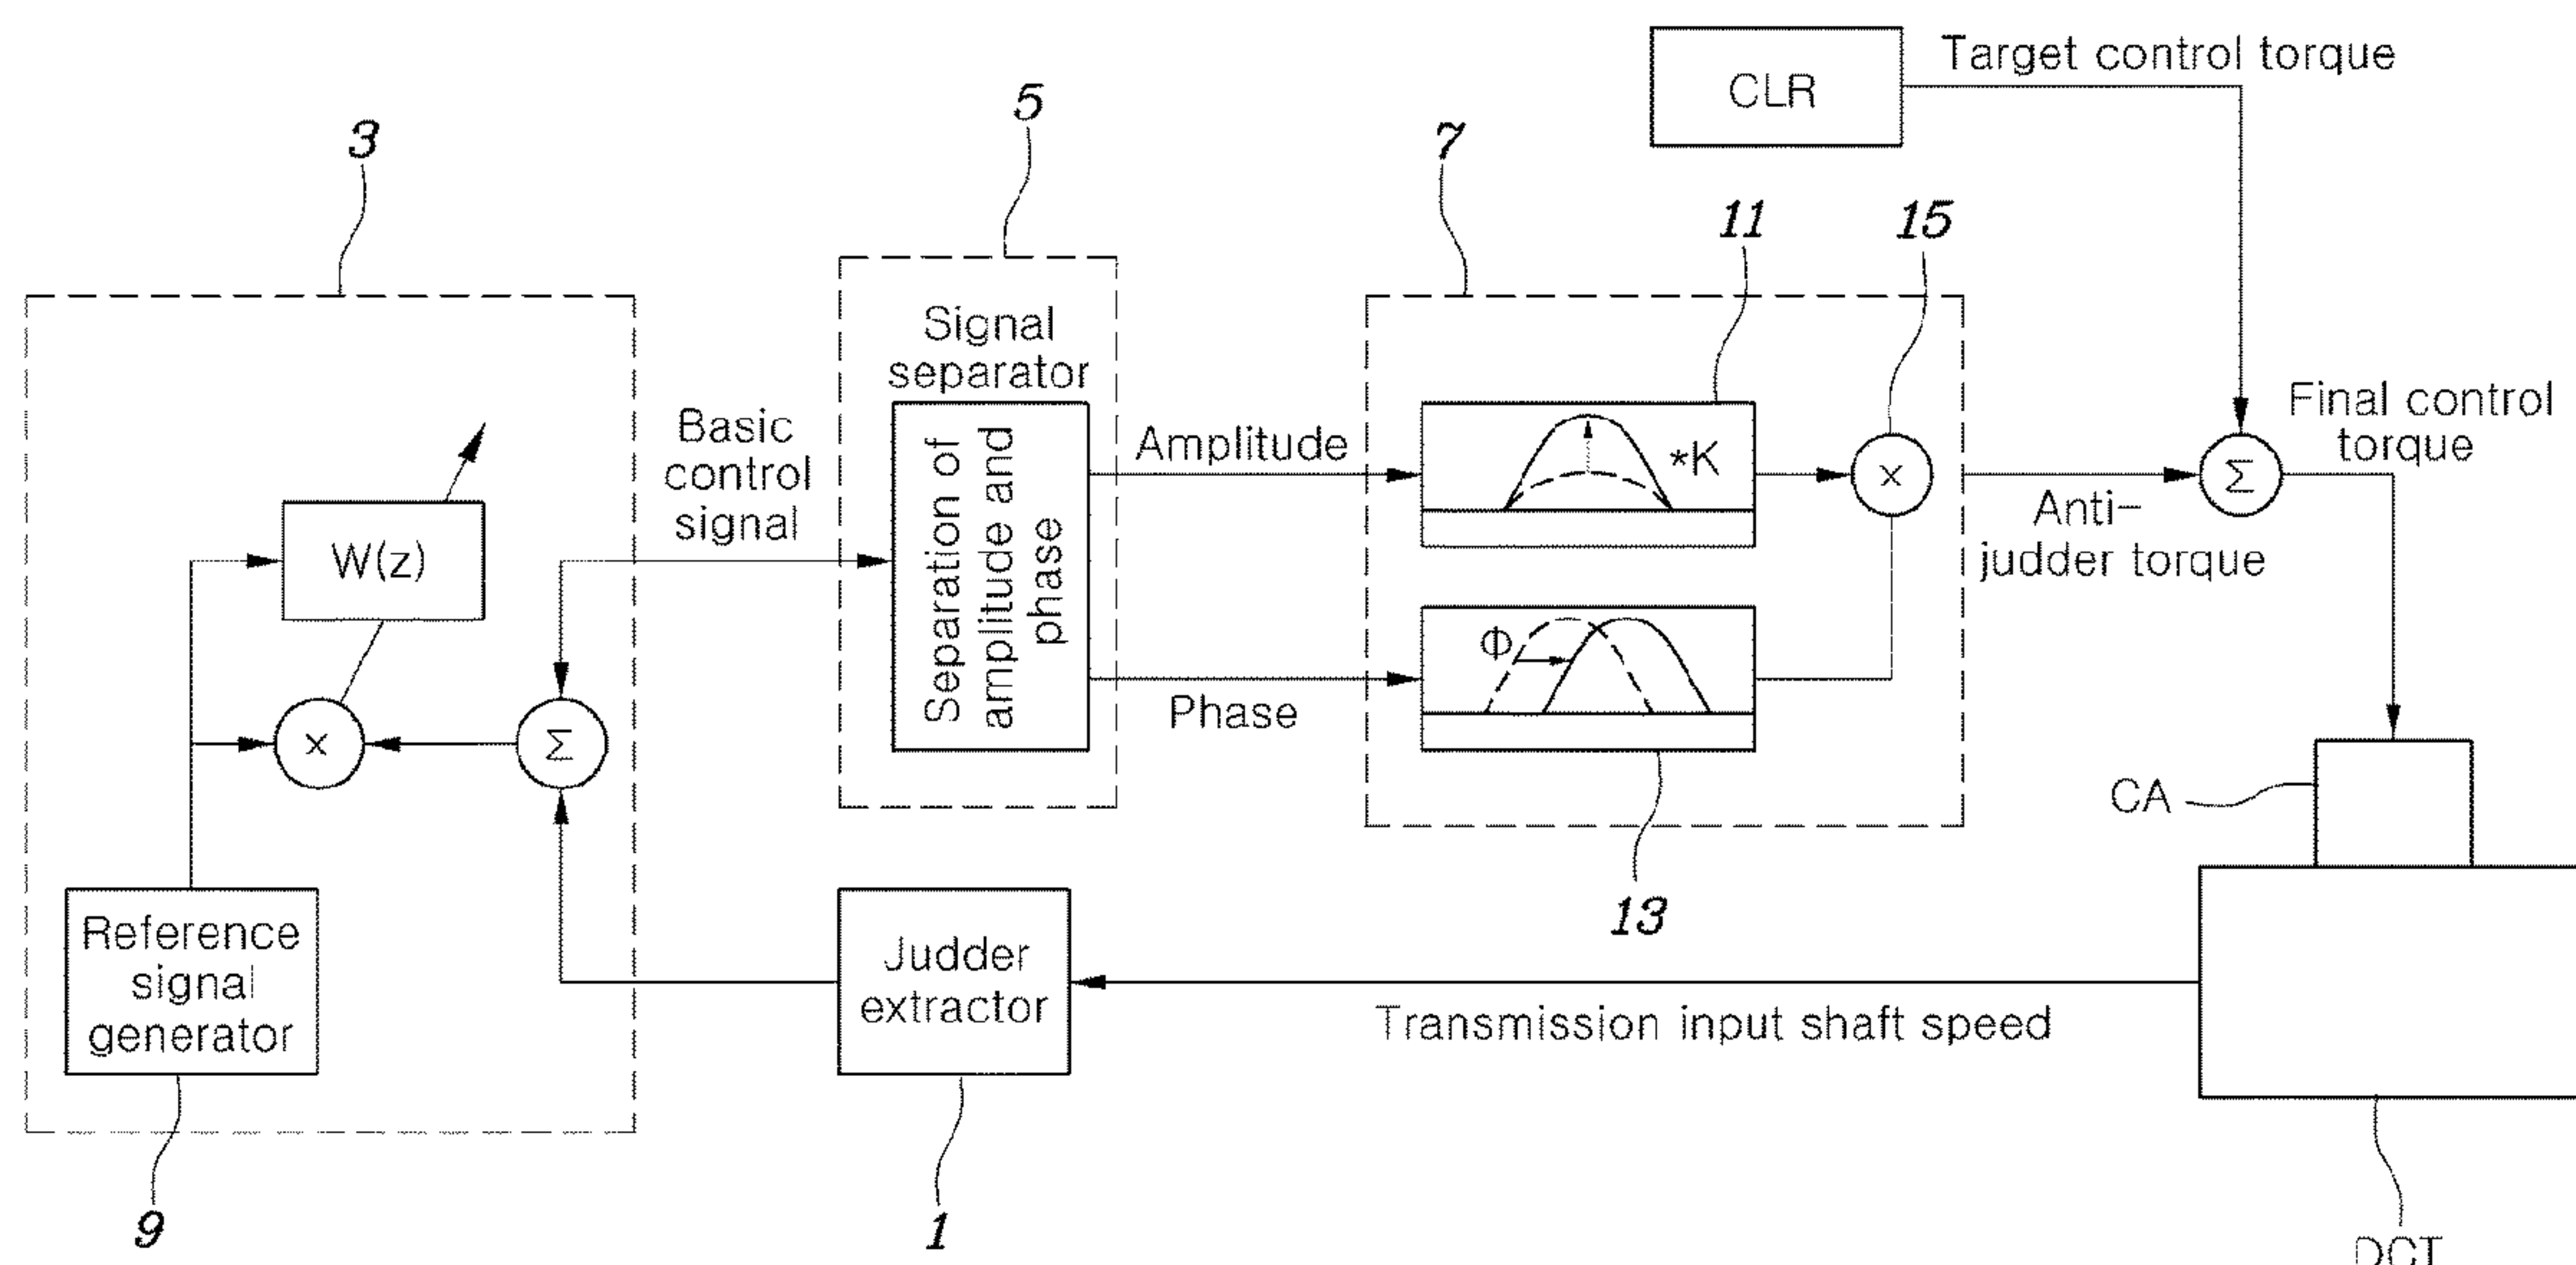 CLR
Target control torque
5
3
7
11
15
Signal
separator
Separation of
amplitude and
phase
Basic
control
signal
Amplitude
Phase
*K
×
Φ
Anti-
judder torque
Σ
Final control
torque
W(z)
×
Σ
CA
13
Reference
signal
generator
Judder
extractor
Transmission input shaft speed
9
1
DCT